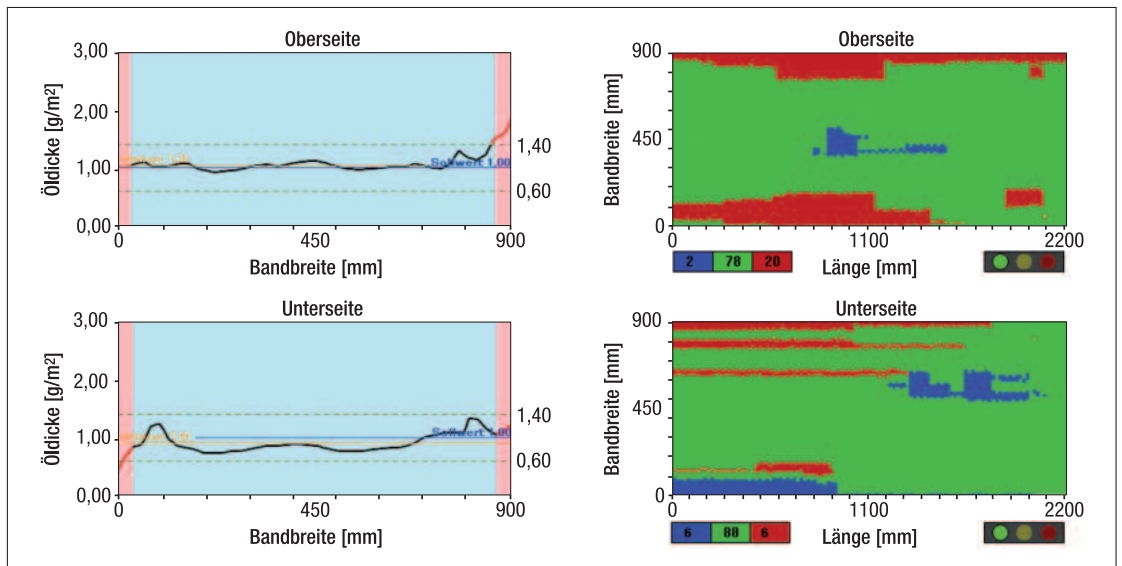 Oberseite
3,00
2,00
1,00
0,00
Öldicke [g/m²]
1,40
0,60
Sollwert 1.00
0 450 900
Bandbreite [mm]
Oberseite
900
450
0
Bandbreite [mm]
0 1100 2200
2 78 20
Länge [mm]
Unterseite
3,00
2,00
1,00
0,00
Öldicke [g/m²]
1,40
0,60
Sollwert 1.00
0 450 900
Bandbreite [mm]
Unterseite
900
450
0
Bandbreite [mm]
0 1100 2200
6 88 6
Länge [mm]